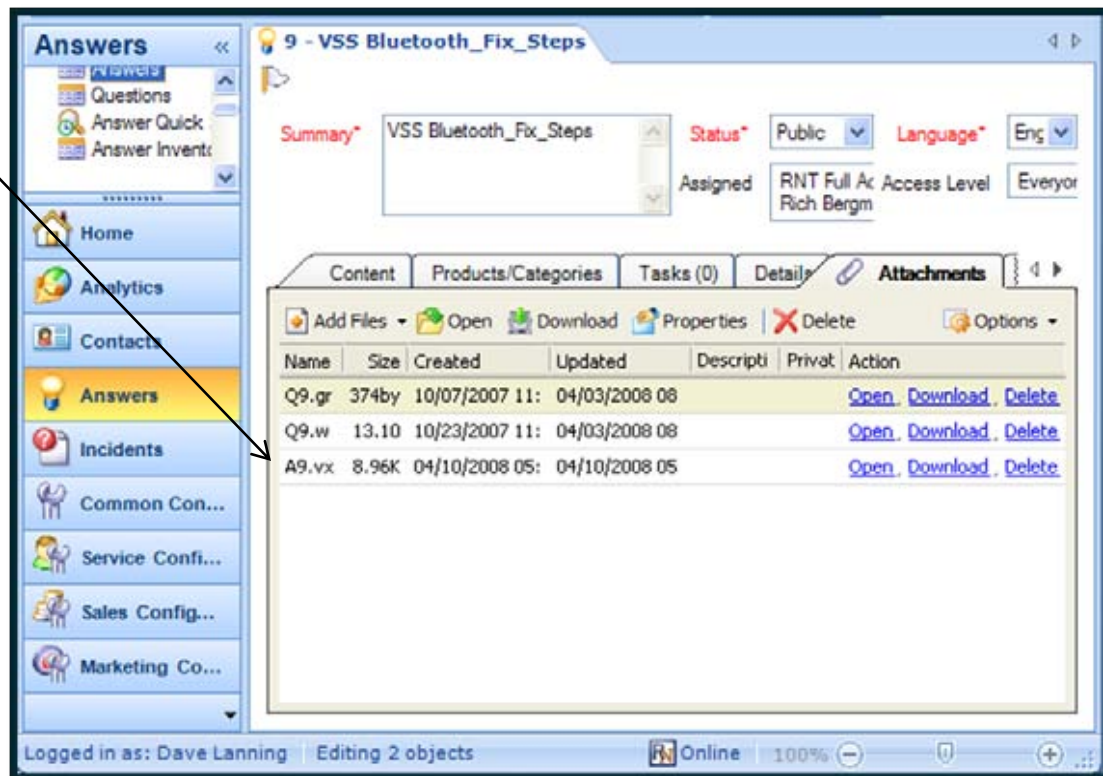 Answers «
Answers
Questions
Answer Quick
Answer Invento
Home
Analytics
Contacts
Answers
Incidents
Common Con...
Service Confi...
Sales Config...
Marketing Co...
9 - VSS Bluetooth_Fix_Steps
Summary* VSS Bluetooth_Fix_Steps Status* Public Language* Eng
Assigned RNT Full Ac Access Level Everyor
Rich Bergm
Content Products/Categories Tasks (0) Details Attachments
Add Files Open Download Properties Delete Options
Name Size Created Updated Descripti Privat Action
Q9.gr 374by 10/07/2007 11: 04/03/2008 08 Open, Download, Delete
Q9.w 13.10 10/23/2007 11: 04/03/2008 08 Open, Download, Delete
A9.vx 8.96K 04/10/2008 05: 04/10/2008 05 Open, Download, Delete
Logged in as: Dave Lanning Editing 2 objects Online 100%